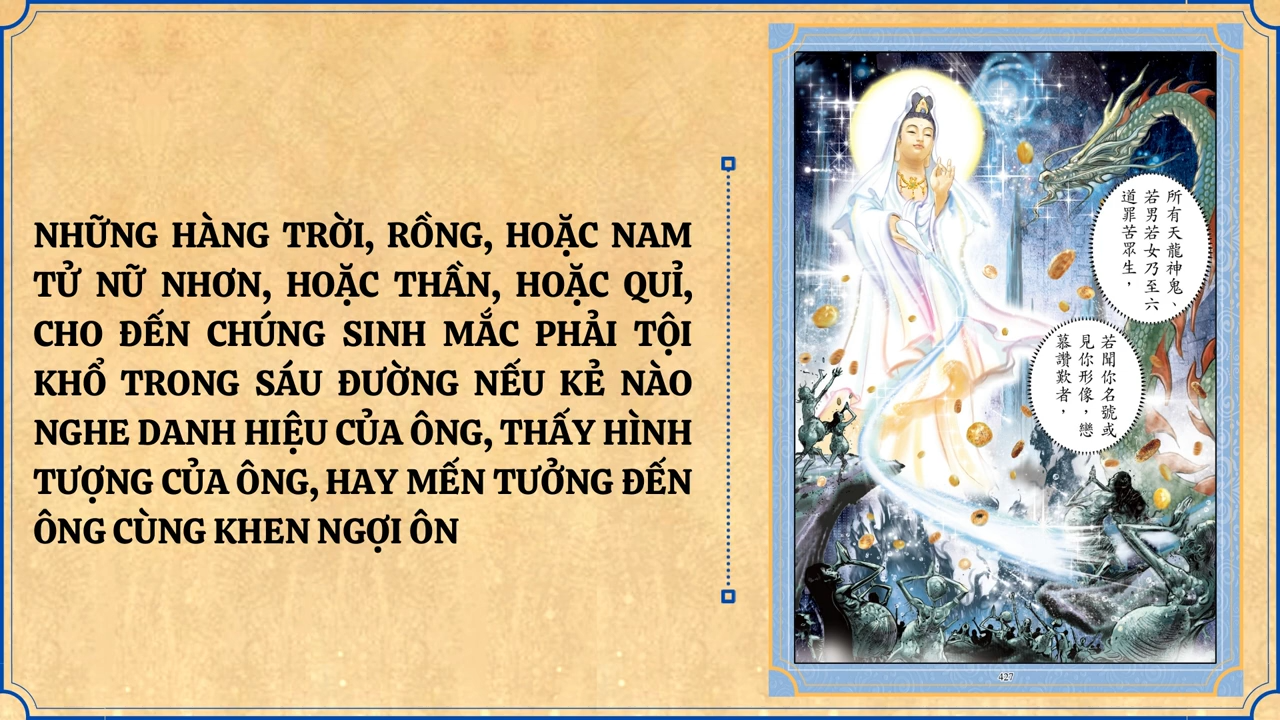 NHỮNG HÀNG TRỜI, RỒNG, HOẶC NAM
TỬ NỮ NHƠN, HOẶC THẦN, HOẶC QUỈ,
CHO ĐẾN CHÚNG SINH MẮC PHẢI TỘI
KHỔ TRONG SÁU ĐƯỜNG NẾU KẺ NÀO
NGHE DANH HIỆU CỦA ÔNG, THẤY HÌNH
TƯỢNG CỦA ÔNG, HAY MẾN TƯỞNG ĐẾN
ÔNG CÙNG KHEN NGỢI ÔN
所有天龍神鬼、
若男若女乃至六
道罪苦眾生，
若聞你名號或
見你形像，戀
慕讚歎者，
427